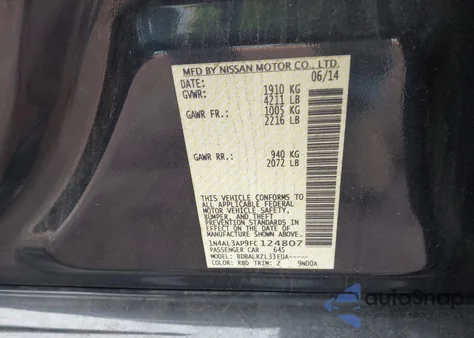 MFD BY NISSAN MOTOR CO., LTD.
DATE: 06/14
GVWR: 1910 KG
4211 LB
GAWR FR.: 1005 KG
2216 LB
GAWR RR.: 940 KG
2072 LB
THIS VEHICLE CONFORMS TO
ALL APPLICABLE FEDERAL
MOTOR VEHICLE SAFETY,
BUMPER, AND THEFT
PREVENTION STANDARDS
IN EFFECT ON THE DATE
OF MANUFACTURE SHOWN ABOVE.
1N4AL3AP9FC124807
PASSENGER CAR 645
MODEL: BDBALRZL33EUA-----
COLOR: RBD TRIM: Z 9N00A
autoSnap